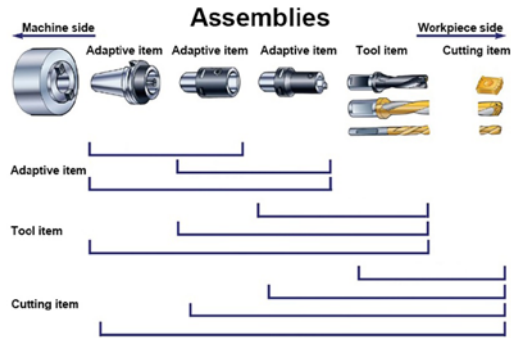 Assemblies
Machine side
Workpiece side
Adaptive item
Adaptive item
Adaptive item
Tool item
Cutting item
Adaptive item
Tool item
Cutting item